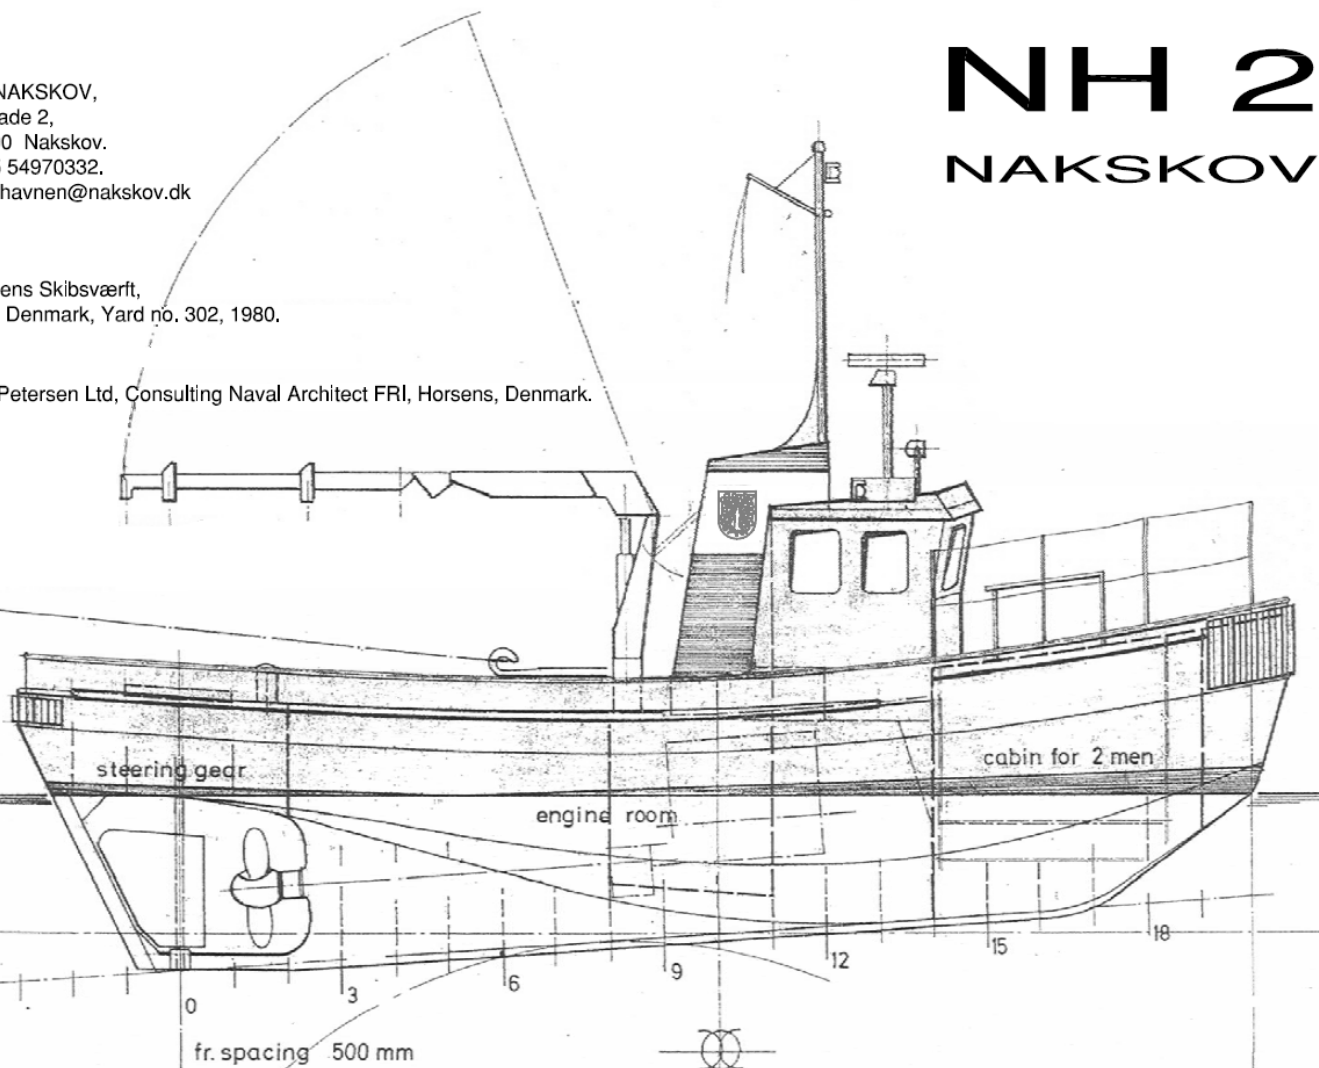 NH 2
NAKSKOV
NAKSKOV,
ade 2,
0 Nakskov.
54970332.
havnen@nakskov.dk
ens Skibsværft,
Denmark, Yard no. 302, 1980.
Petersen Ltd, Consulting Naval Architect FRI, Horsens, Denmark.
steering gear
cabin for 2 men
engine room
0
3
6
9
12
15
18
fr. spacing 500 mm